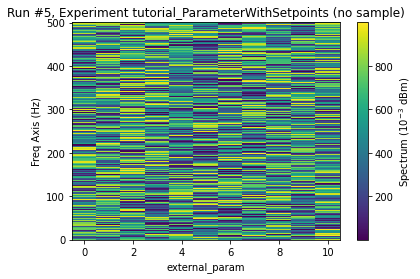 Run #5, Experiment tutorial_ParameterWithSetpoints (no sample)
500
400
300
200
100
0
Freq Axis (Hz)
0 2 4 6 8 10
external_param
800
600
400
200
Spectrum (10⁻³ dBm)